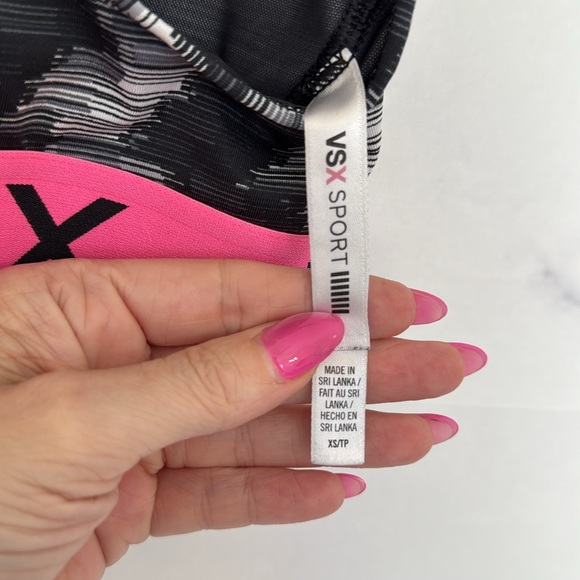 VSX SPORT
MADE IN
SRI LANKA /
FAIT AU SRI
LANKA /
HECHO EN
SRI LANKA
XS/TP
X